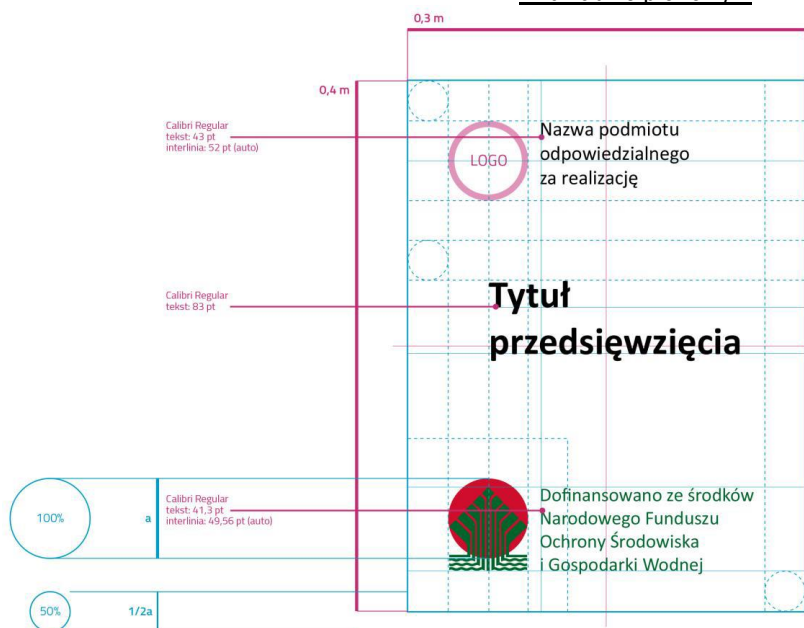 0,3 m
0,4 m
Calibri Regular
tekst: 43 pt
interlinia: 52 pt (auto)
LOGO
Nazwa podmiotu
odpowiedzialnego
za realizację
Calibri Regular
tekst: 83 pt
Tytuł
przedsięwzięcia
100%
a
Calibri Regular
tekst: 41,3 pt
interlinia: 49,56 pt (auto)
Dofinansowano ze środków
Narodowego Funduszu
Ochrony Środowiska
i Gospodarki Wodnej
50%
1/2a